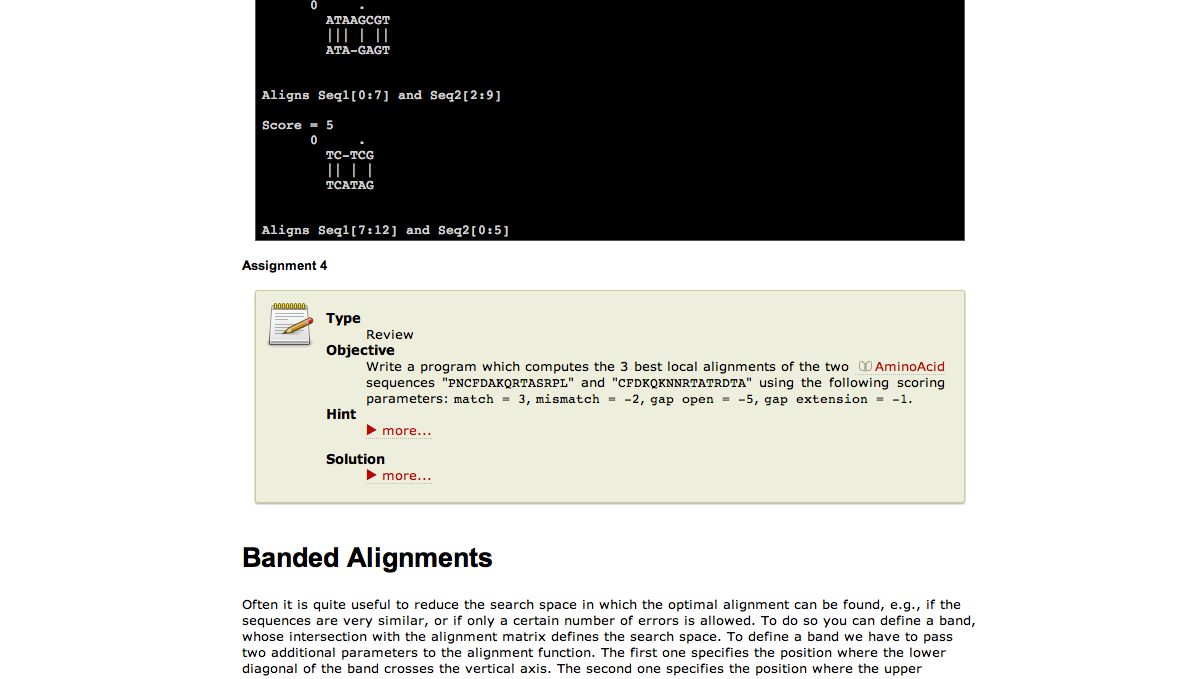 0     .
ATAAGCGT
||| | ||
ATA-GAGT
Aligns Seq1[0:7] and Seq2[2:9]
Score = 5
0     .
TC-TCG
|| | |
TCATAG
Aligns Seq1[7:12] and Seq2[0:5]
Assignment 4
Type
Review
Objective
Write a program which computes the 3 best local alignments of the two AminoAcid
sequences "PNCFDAKQRTASRPL" and "CFDKQKNNRTATRDTA" using the following scoring
parameters: match = 3, mismatch = -2, gap open = -5, gap extension = -1.
Hint
▶ more...
Solution
▶ more...
Banded Alignments
Often it is quite useful to reduce the search space in which the optimal alignment can be found, e.g., if the
sequences are very similar, or if only a certain number of errors is allowed. To do so you can define a band,
whose intersection with the alignment matrix defines the search space. To define a band we have to pass
two additional parameters to the alignment function. The first one specifies the position where the lower
diagonal of the band crosses the vertical axis. The second one specifies the position where the upper